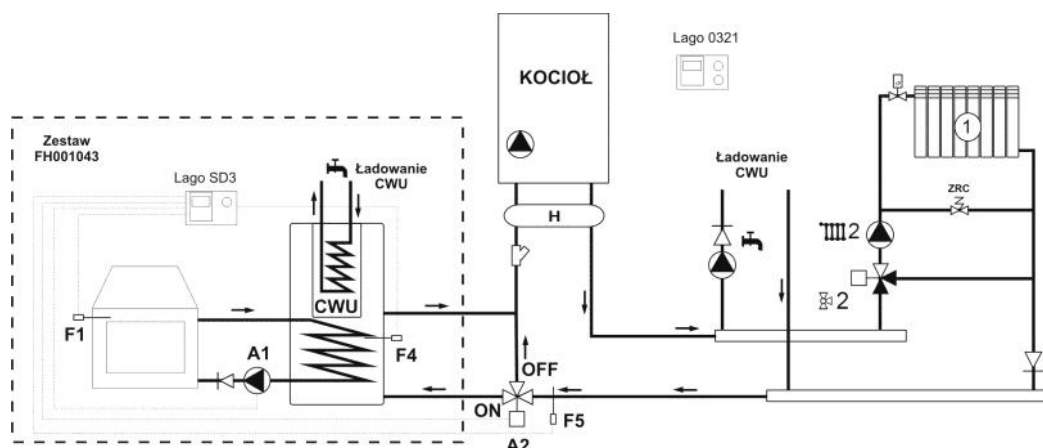 Lago 0321
KOCIOŁ
Zestaw
FH001043
Lago SD3
Ładowanie
CWU
Ładowanie
CWU
1
ZRC
H
2
2
CWU
F1
F4
A1
OFF
ON
F5
A2